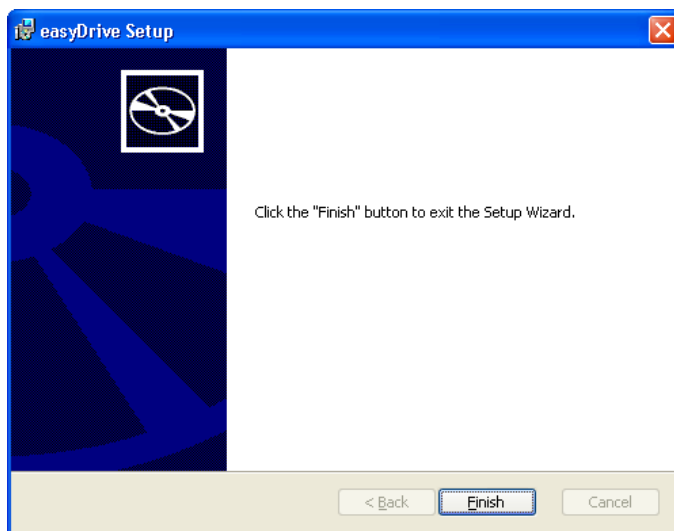 easyDrive Setup
Click the "Finish" button to exit the Setup Wizard.
< Back Finish Cancel